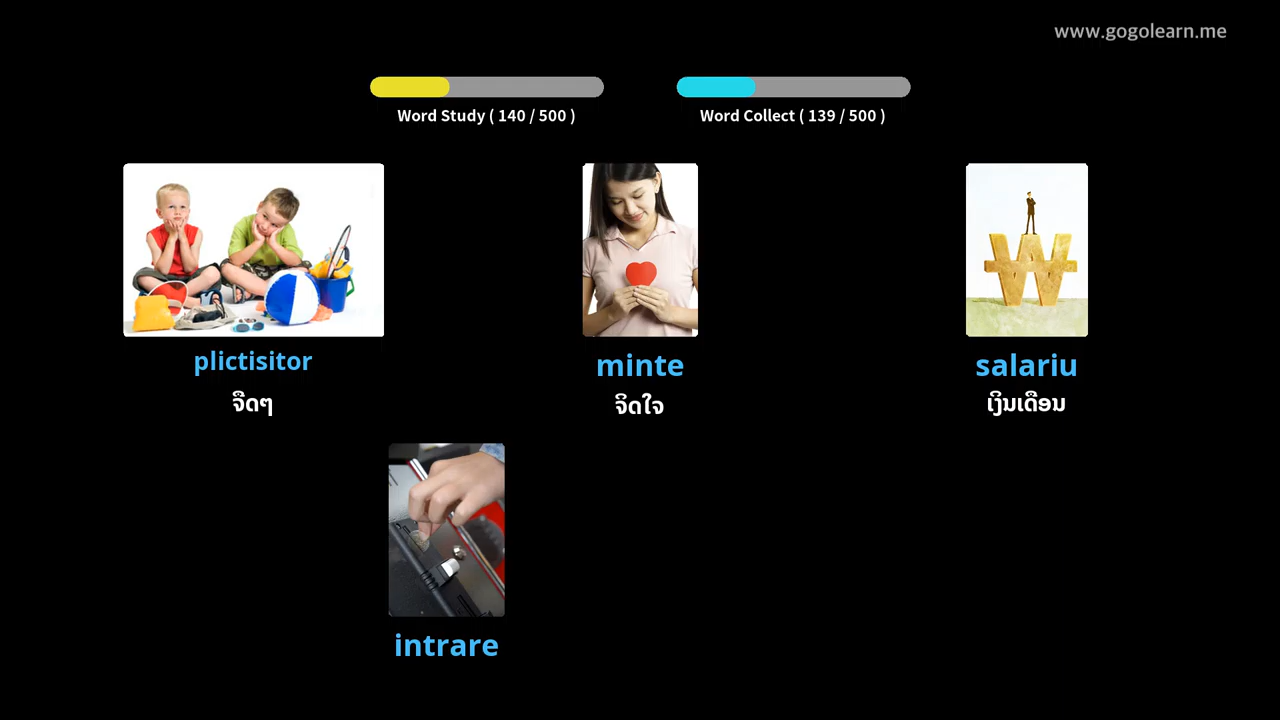 www.gogolearn.me
Word Study ( 140 / 500 )
Word Collect ( 139 / 500 )
plictisitor
minte
salariu
ຈືດໆ
ຈິດໃຈ
ເງິນເດືອນ
intrare